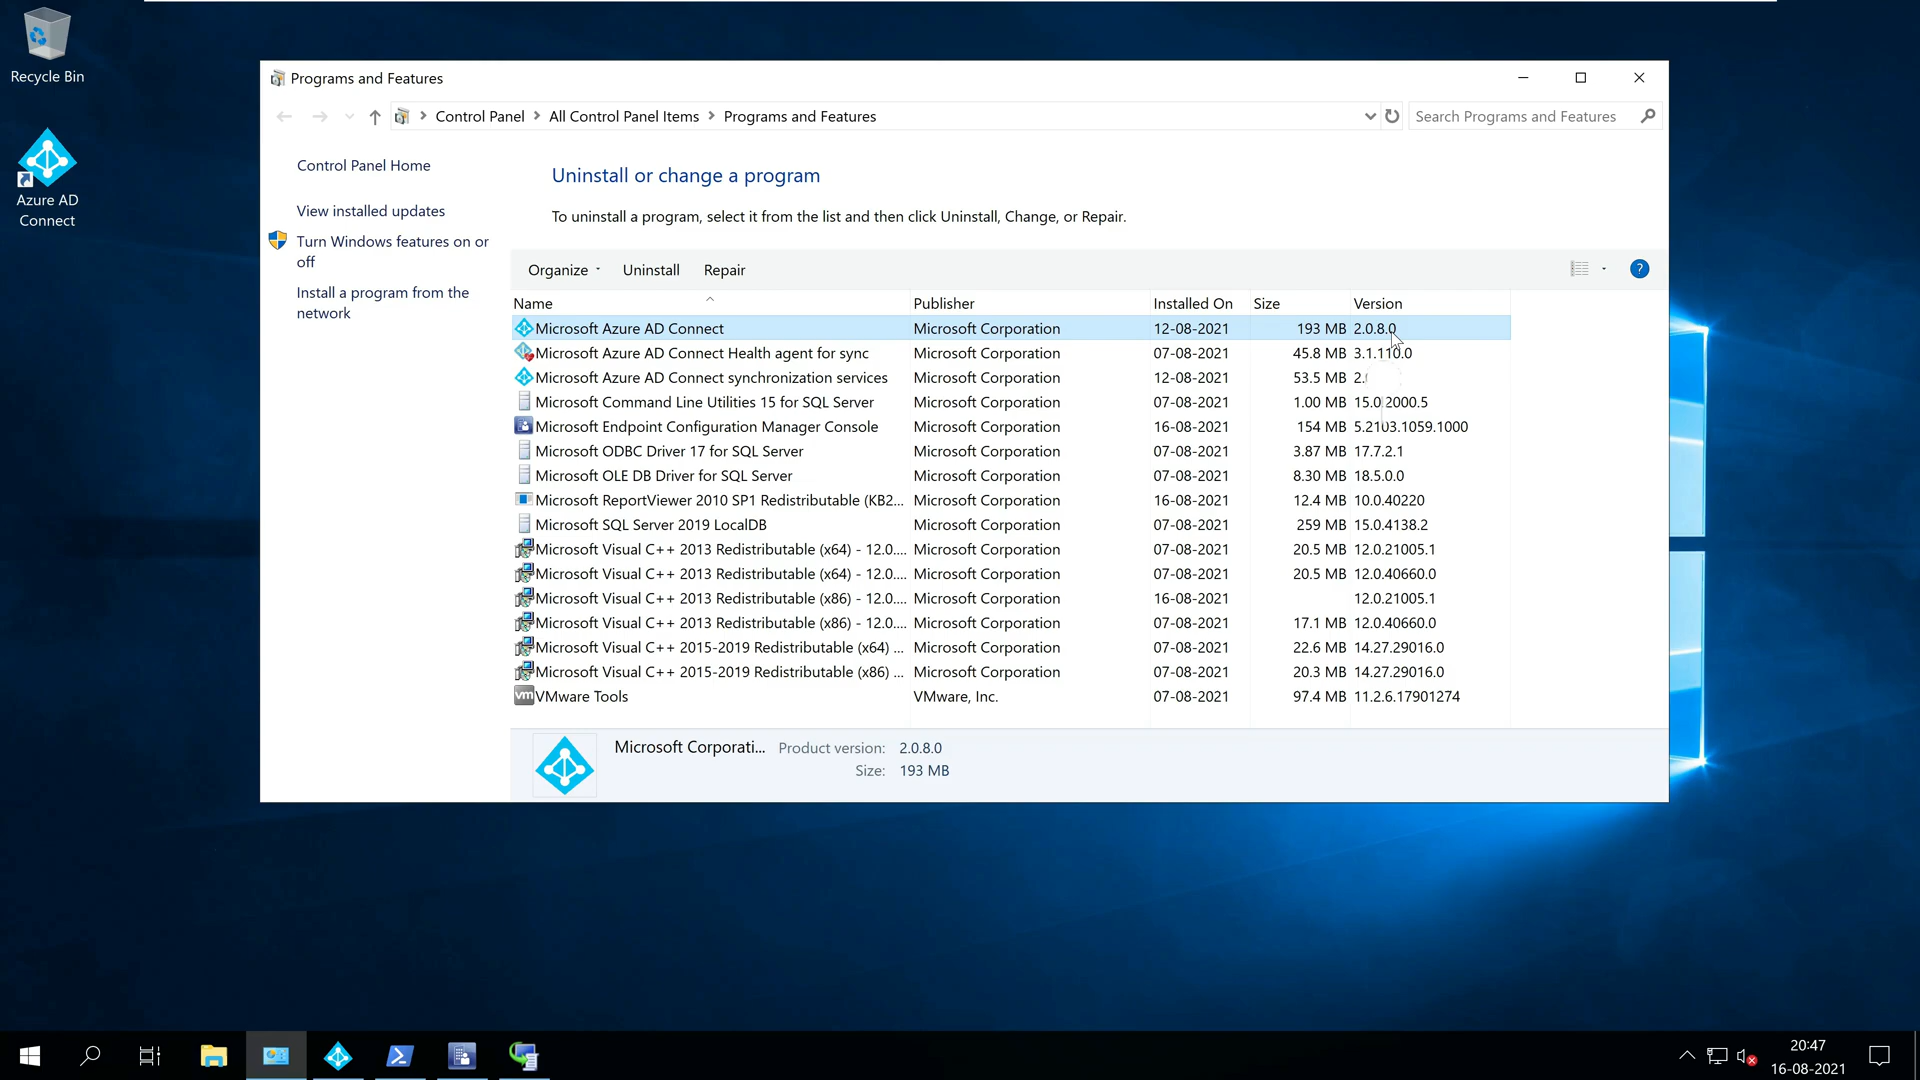 Recycle Bin
Azure AD
Connect
Programs and Features
Control Panel > All Control Panel Items > Programs and Features
Search Programs and Features
Control Panel Home
View installed updates
Turn Windows features on or
off
Install a program from the
network
Uninstall or change a program
To uninstall a program, select it from the list and then click Uninstall, Change, or Repair.
Organize Uninstall Repair
Name Publisher Installed On Size Version
Microsoft Azure AD Connect Microsoft Corporation 12-08-2021 193 MB 2.0.8.0
Microsoft Azure AD Connect Health agent for sync Microsoft Corporation 07-08-2021 45.8 MB 3.1.110.0
Microsoft Azure AD Connect synchronization services Microsoft Corporation 12-08-2021 53.5 MB 2.
Microsoft Command Line Utilities 15 for SQL Server Microsoft Corporation 07-08-2021 1.00 MB 15.0.2000.5
Microsoft Endpoint Configuration Manager Console Microsoft Corporation 16-08-2021 154 MB 5.2103.1059.1000
Microsoft ODBC Driver 17 for SQL Server Microsoft Corporation 07-08-2021 3.87 MB 17.7.2.1
Microsoft OLE DB Driver for SQL Server Microsoft Corporation 07-08-2021 8.30 MB 18.5.0.0
Microsoft ReportViewer 2010 SP1 Redistributable (KB2... Microsoft Corporation 16-08-2021 12.4 MB 10.0.40220
Microsoft SQL Server 2019 LocalDB Microsoft Corporation 07-08-2021 259 MB 15.0.4138.2
Microsoft Visual C++ 2013 Redistributable (x64) - 12.0.... Microsoft Corporation 07-08-2021 20.5 MB 12.0.21005.1
Microsoft Visual C++ 2013 Redistributable (x64) - 12.0.... Microsoft Corporation 07-08-2021 20.5 MB 12.0.40660.0
Microsoft Visual C++ 2013 Redistributable (x86) - 12.0.... Microsoft Corporation 16-08-2021 12.0.21005.1
Microsoft Visual C++ 2013 Redistributable (x86) - 12.0.... Microsoft Corporation 07-08-2021 17.1 MB 12.0.40660.0
Microsoft Visual C++ 2015-2019 Redistributable (x64) ... Microsoft Corporation 07-08-2021 22.6 MB 14.27.29016.0
Microsoft Visual C++ 2015-2019 Redistributable (x86) ... Microsoft Corporation 07-08-2021 20.3 MB 14.27.29016.0
VMware Tools VMware, Inc. 07-08-2021 97.4 MB 11.2.6.17901274
Microsoft Corporati... Product version: 2.0.8.0
Size: 193 MB
20:47
16-08-2021